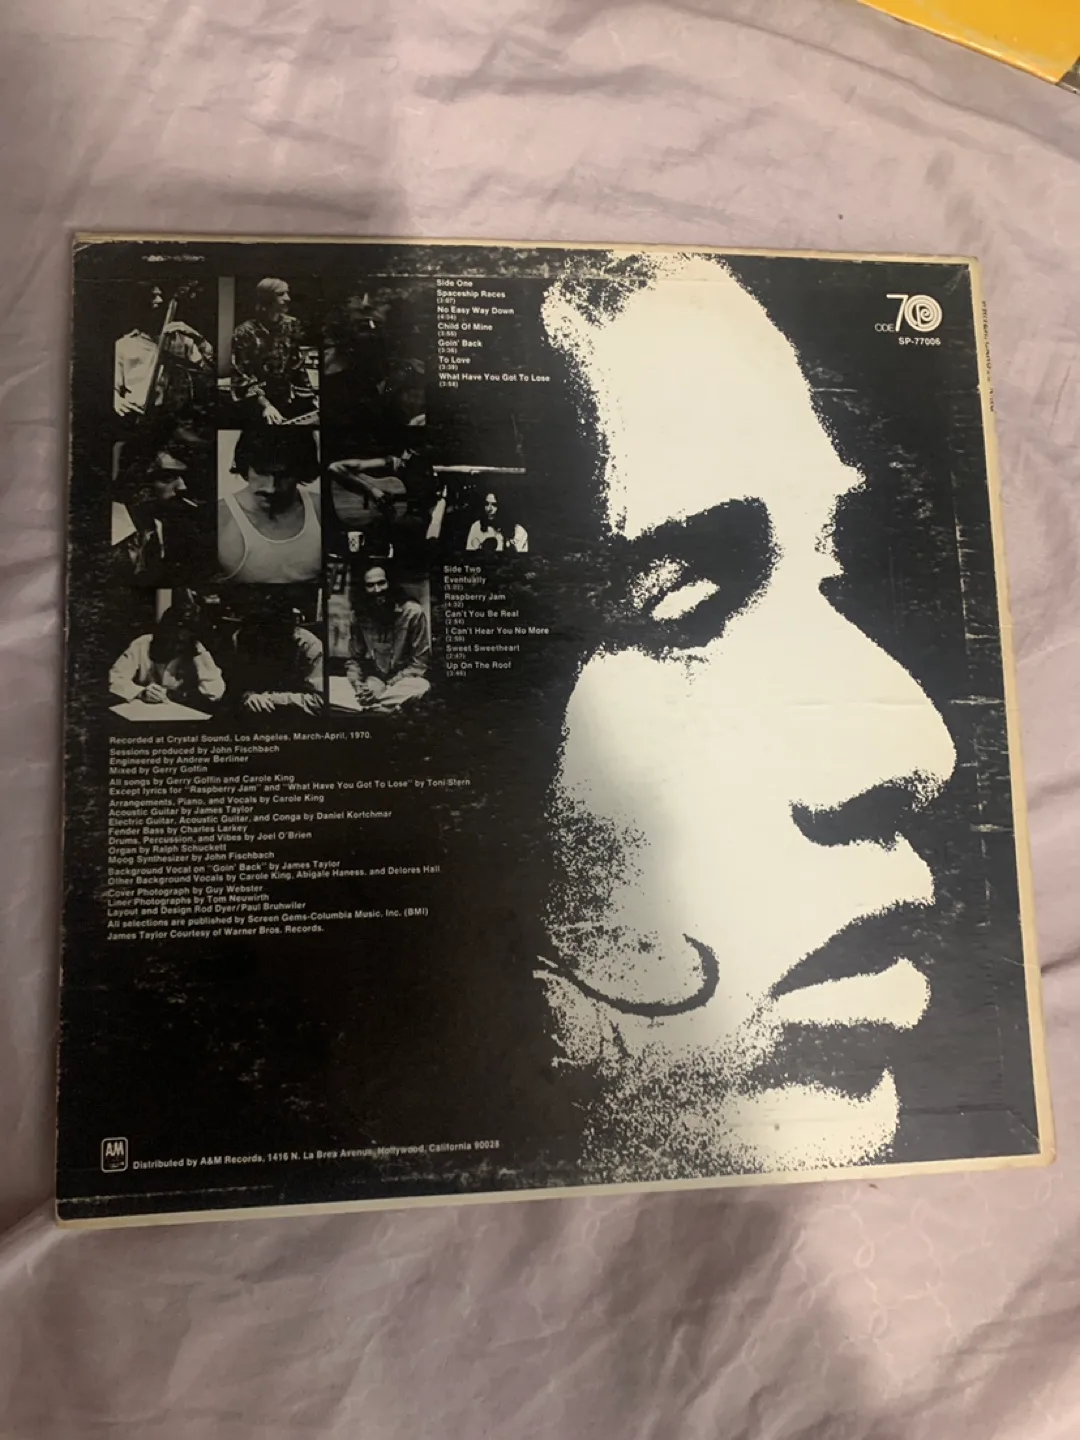 Side One
Spaceship Races
(3:07)
No Easy Way Down
(4:34)
Child Of Mine
Goin' Back
To Love
(3:39)
What Have You Got To Lose
ODE 70
SP-77006
Side Two
Eventually
(5:01)
Raspberry Jam
(4:32)
Can't You Be Real
I Can't Hear You No More
Sweet Sweetheart
Up On The Roof
Recorded at Crystal Sound, Los Angeles, March-April, 1970.
Sessions produced by John Fischbach
Engineered by Andrew Berliner
Mixed by Gerry Goffin
All songs by Gerry Goffin and Carole King
Except lyrics for "Raspberry Jam" and "What Have You Got To Lose" by Toni Stern
Arrangements, Piano, and Vocals by Carole King
Acoustic Guitar by James Taylor
Electric Guitar, Acoustic Guitar, and Conga by Daniel Kortchmar
Fender Bass by Charles Larkey
Drums, Percussion, and Vibes by Joel O'Brien
Organ by Ralph Schuckett
Moog Synthesizer by John Fischbach
Background Vocal on "Goin' Back" by James Taylor
Other Background Vocals by Carole King, Abigale Haness, and Delores Hall
Cover Photograph by Guy Webster
Liner Photographs by Tom Neuwirth
Layout and Design Rod Dyer/Paul Bruhwiler
All selections are published by Screen Gems-Columbia Music, Inc. (BMI)
James Taylor Courtesy of Warner Bros. Records.
AM
Distributed by A&M Records, 1416 N. La Brea Avenue, Hollywood, California 90028